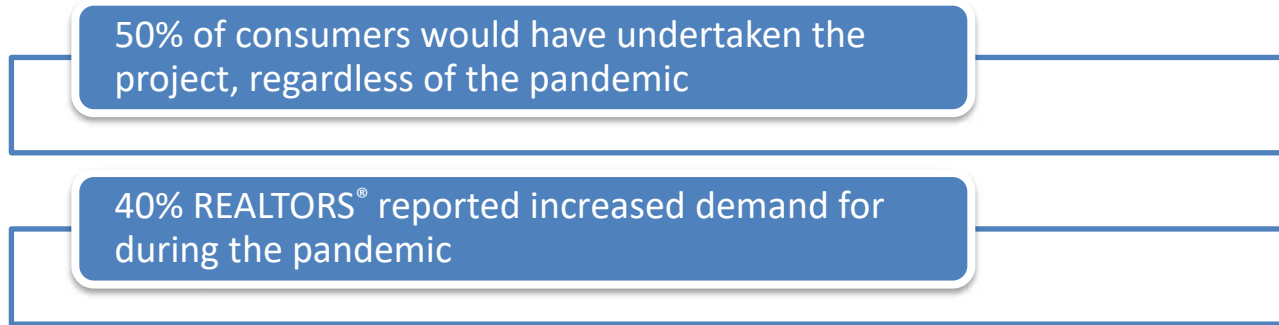 50% of consumers would have undertaken the
project, regardless of the pandemic
40% REALTORS® reported increased demand for
during the pandemic